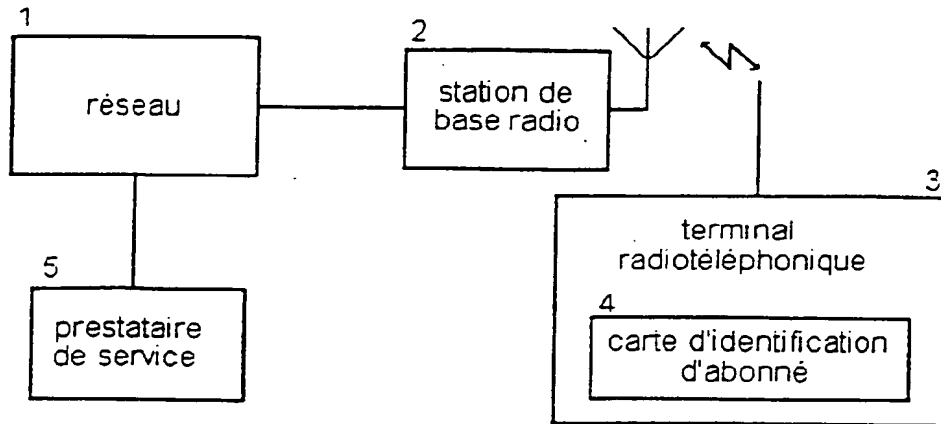 1
réseau
2
station de
base radio
3
terminal
radiotéléphonique
4
carte d'identification
d'abonné
5
prestataire
de service